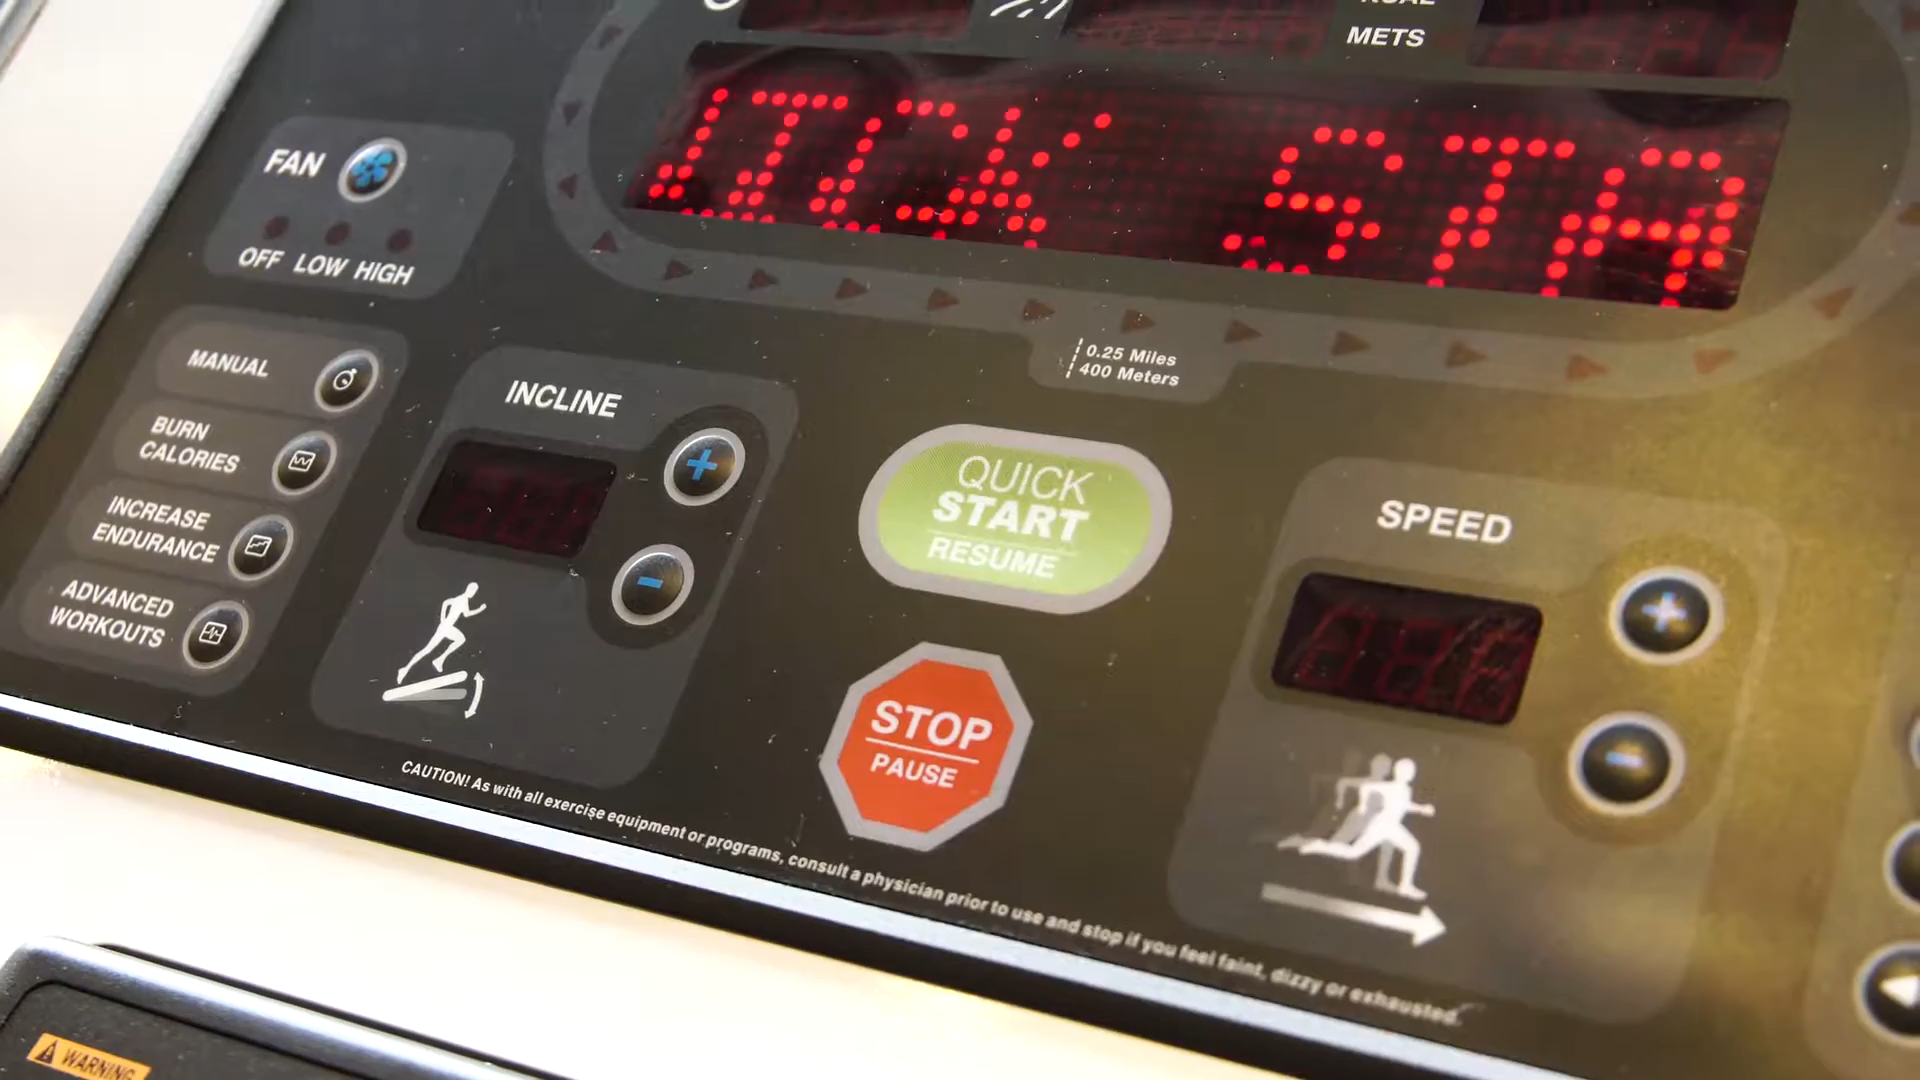 METS
ICK STA
FAN
OFF LOW HIGH
0.25 Miles
400 Meters
MANUAL
BURN
CALORIES
INCREASE
ENDURANCE
ADVANCED
WORKOUTS
INCLINE
+
-
QUICK
START
RESUME
STOP
PAUSE
SPEED
+
-
CAUTION! As with all exercise equipment or programs, consult a physician prior to use and stop if you feel faint, dizzy or exhausted.
WARNING